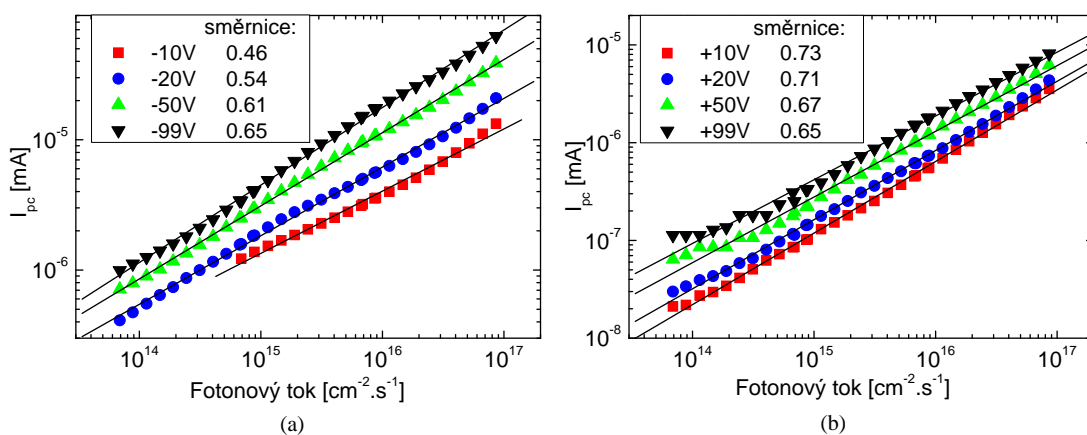 směrnice:
-10V 0.46
-20V 0.54
-50V 0.61
-99V 0.65
10^-5
10^-6
I_pc [mA]
10^14 10^15 10^16 10^17
Fotonový tok [cm^-2.s^-1]
(a)
směrnice:
+10V 0.73
+20V 0.71
+50V 0.67
+99V 0.65
10^-5
10^-6
10^-7
10^-8
I_pc [mA]
10^14 10^15 10^16 10^17
Fotonový tok [cm^-2.s^-1]
(b)